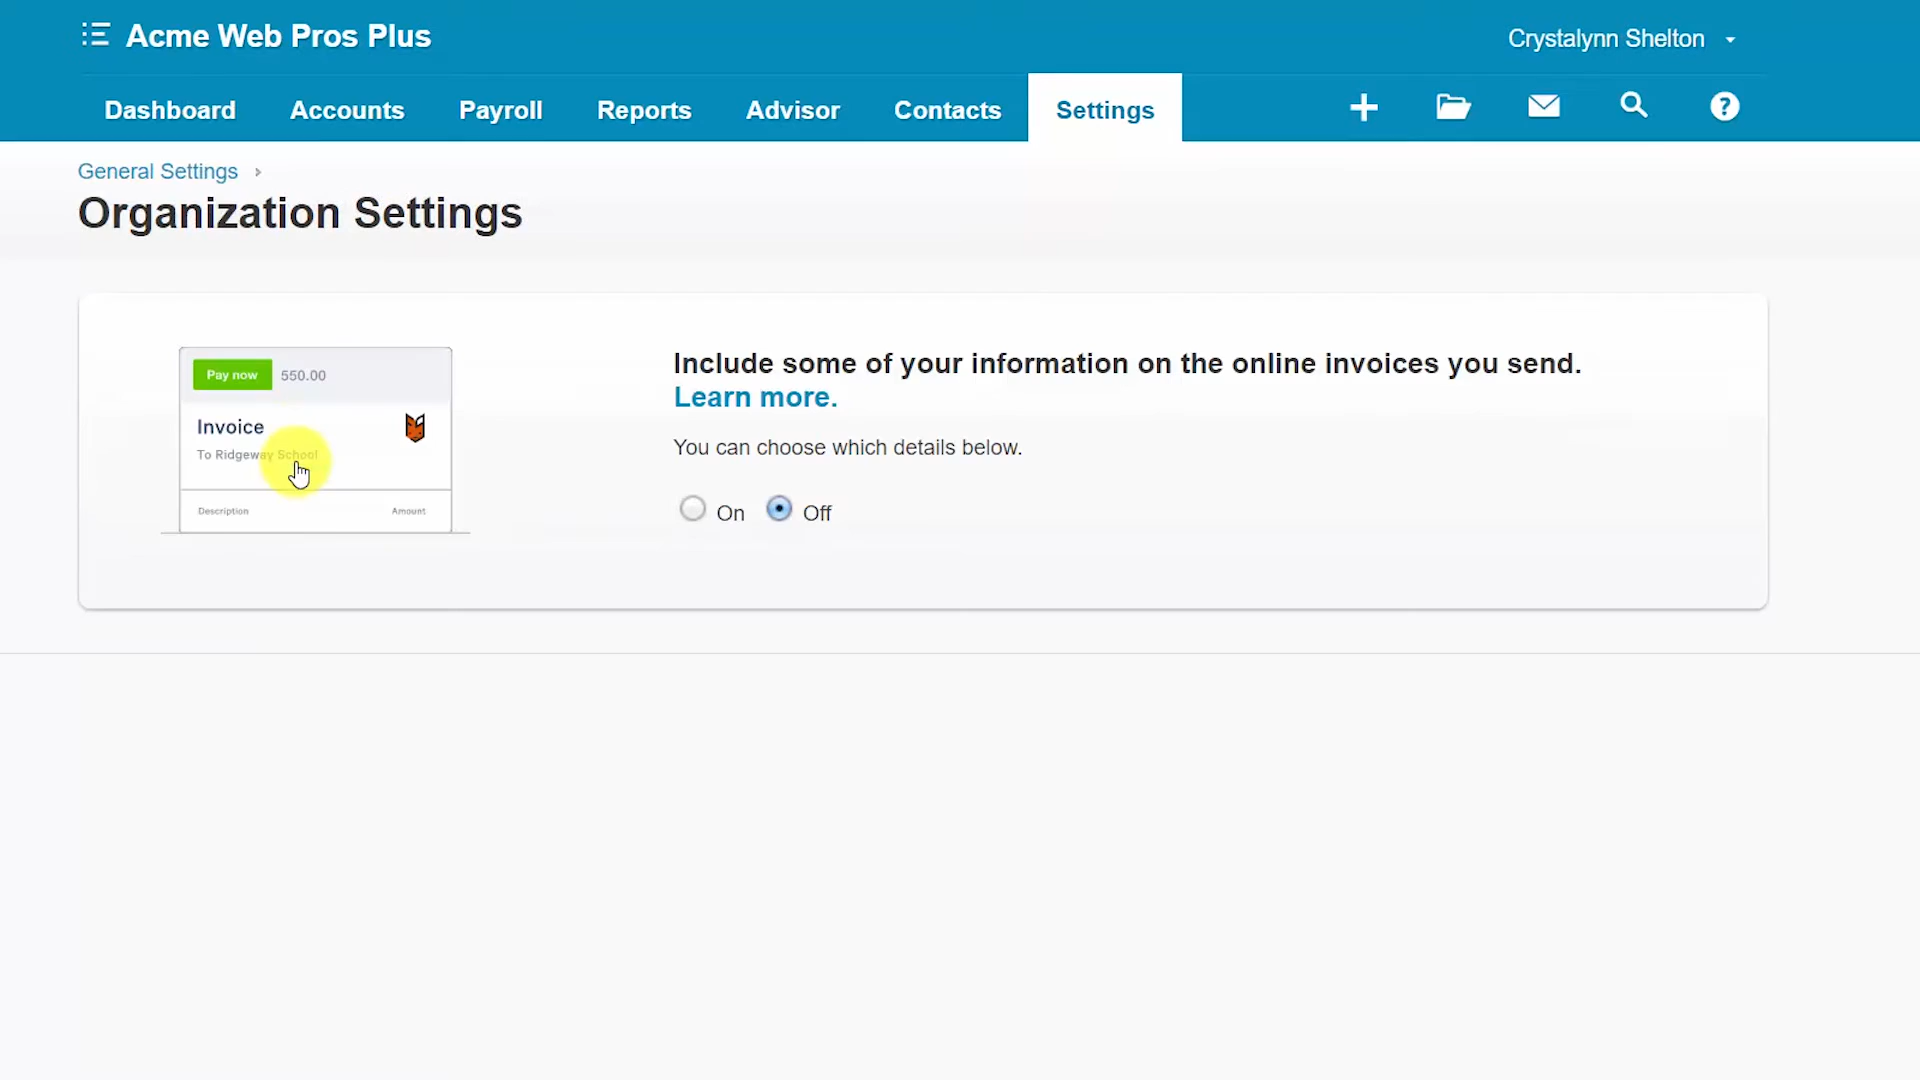 Acme Web Pros Plus
Crystalynn Shelton
Dashboard Accounts Payroll Reports Advisor Contacts Settings
?
General Settings ›
Organization Settings
Pay now 550.00
Invoice
To Ridgeway School
Description Amount
Include some of your information on the online invoices you send.
Learn more.
You can choose which details below.
On Off